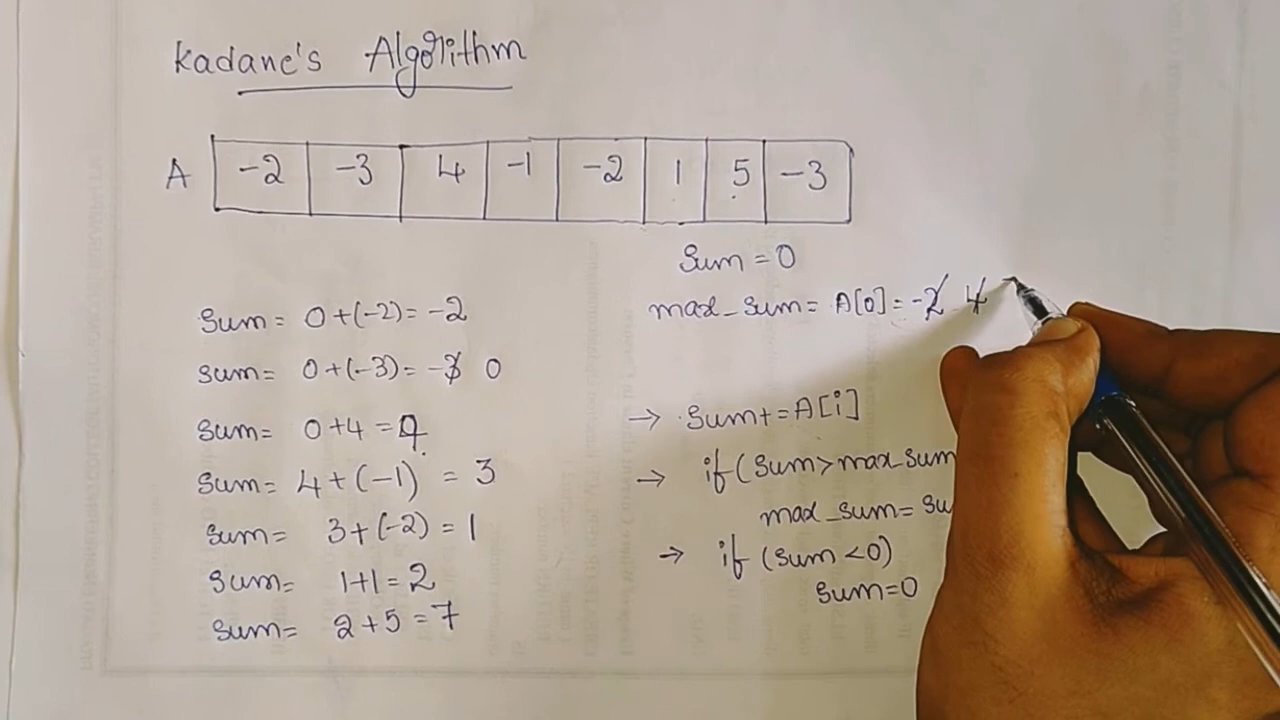 Kadane's Algorithm
A -2 -3 4 -1 -2 1 5 -3
Sum = 0
max_sum = A[0] = -2 4
Sum = 0+(-2) = -2
Sum = 0+(-3) = -3 0
Sum = 0+4 = 4
Sum = 4+(-1) = 3
Sum = 3+(-2) = 1
Sum = 1+1=2
Sum = 2+5=7
→ Sum+=A[i]
→ if(Sum>max_sum
max_sum= su
→ if (Sum <0)
Sum=0